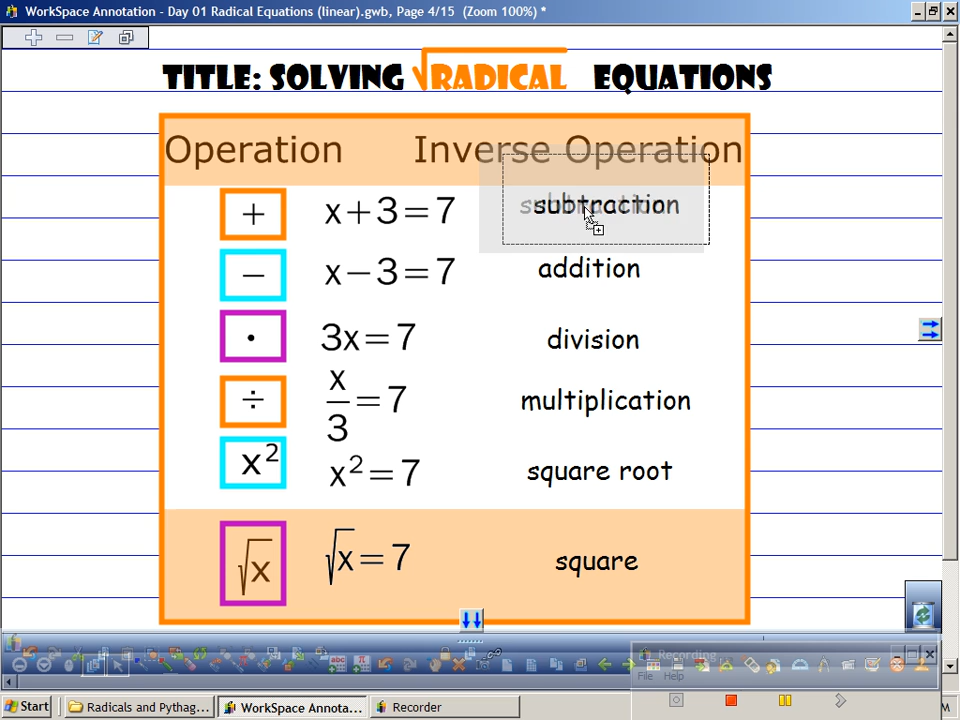 WorkSpace Annotation - Day 01 Radical Equations (linear).gwb, Page 4/15 (Zoom 100%) *
TITLE: SOLVING √RADICAL EQUATIONS
Operation Inverse Operation
+ x+3=7 subtraction
− x−3=7 addition
· 3x=7 division
÷ x/3=7 multiplication
x² x²=7 square root
√x √x=7 square
Recording
File Help
Start Radicals and Pythag... WorkSpace Annota... Recorder